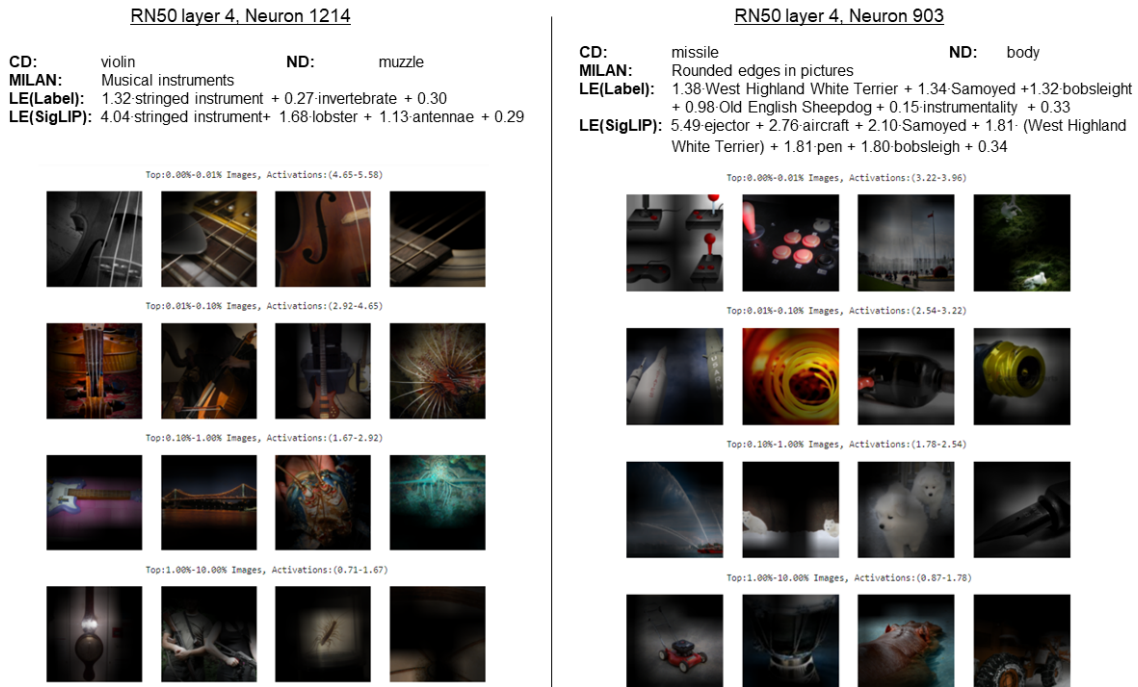 RN50 layer 4, Neuron 1214
CD: violin ND: muzzle
MILAN: Musical instruments
LE(Label): 1.32·stringed instrument + 0.27·invertebrate + 0.30
LE(SigLIP): 4.04·stringed instrument+ 1.68·lobster + 1.13·antennae + 0.29
Top:0.00%-0.01% Images, Activations:(4.65-5.58)
Top:0.01%-0.10% Images, Activations:(2.92-4.65)
Top:0.10%-1.00% Images, Activations:(1.67-2.92)
Top:1.00%-10.00% Images, Activations:(0.71-1.67)
RN50 layer 4, Neuron 903
CD: missile ND: body
MILAN: Rounded edges in pictures
LE(Label): 1.38·West Highland White Terrier + 1.34·Samoyed +1.32·bobsleight
+ 0.98·Old English Sheepdog + 0.15·instrumentality + 0.33
LE(SigLIP): 5.49·ejector + 2.76·aircraft + 2.10·Samoyed + 1.81· (West Highland
White Terrier) + 1.81·pen + 1.80·bobsleigh + 0.34
Top:0.00%-0.01% Images, Activations:(3.22-3.96)
Top:0.01%-0.10% Images, Activations:(2.54-3.22)
Top:0.10%-1.00% Images, Activations:(1.78-2.54)
Top:1.00%-10.00% Images, Activations:(0.87-1.78)